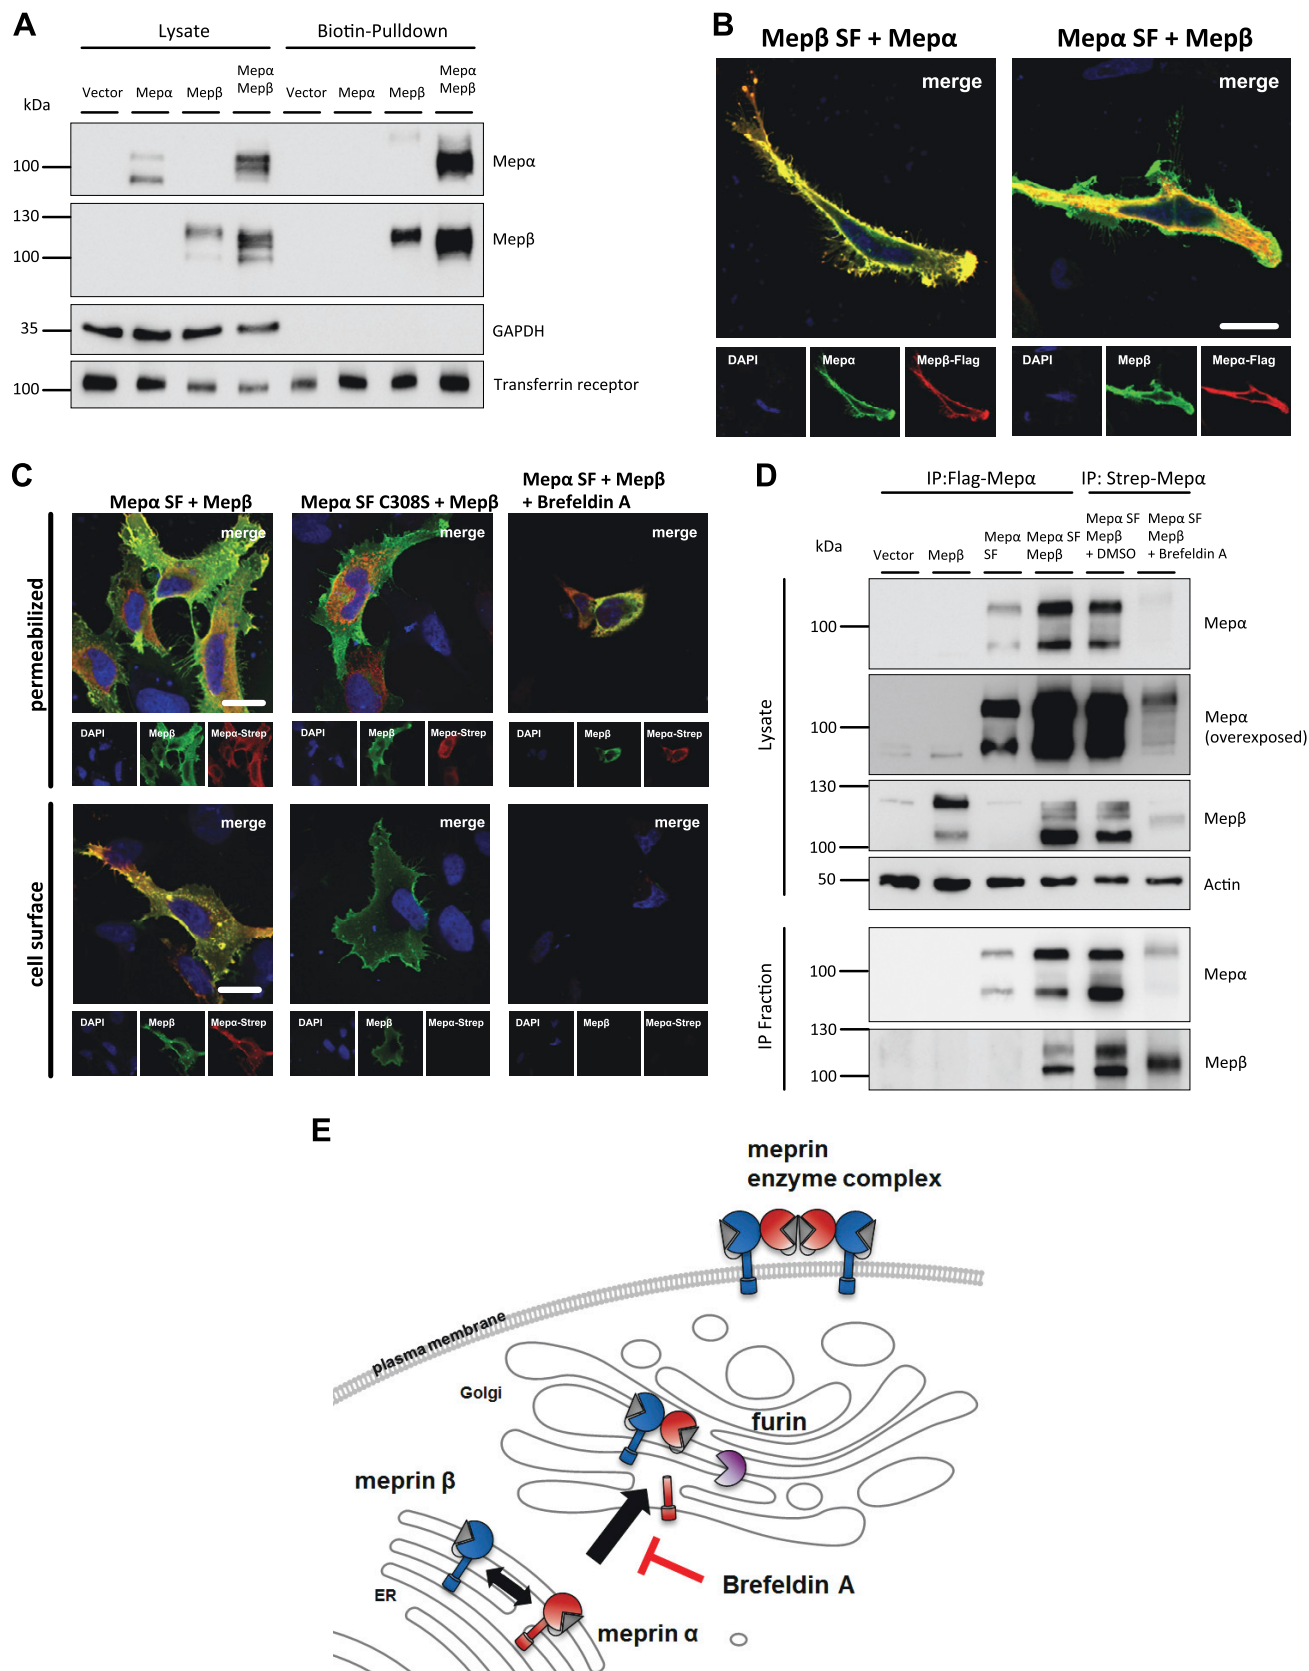 A
Lysate
Biotin-Pulldown
kDa
Vector
Mepα
Mepβ
Mepα
Mepβ
Vector
Mepα
Mepβ
Mepα
Mepβ
100
Mepα
130
100
Mepβ
35
GAPDH
100
Transferrin receptor
B
Mepβ SF + Mepα
Mepα SF + Mepβ
merge
merge
DAPI
Mepα
Mepβ-Flag
DAPI
Mepβ
Mepα-Flag
C
Mepα SF + Mepβ
Mepα SF C308S + Mepβ
Mepα SF + Mepβ
+ Brefeldin A
permeabilized
merge
merge
merge
DAPI
Mepβ
Mepα-Strep
DAPI
Mepβ
Mepα-Strep
DAPI
Mepβ
Mepα-Strep
cell surface
merge
merge
merge
DAPI
Mepβ
Mepα-Strep
DAPI
Mepβ
Mepα-Strep
DAPI
Mepβ
Mepα-Strep
D
IP:Flag-Mepα
IP: Strep-Mepα
kDa
Vector
Mepβ
Mepα
SF
Mepα SF
Mepβ
Mepα SF
Mepβ
+ DMSO
Mepα SF
Mepβ
+ Brefeldin A
Lysate
100
Mepα
100
Mepα
(overexposed)
130
100
Mepβ
50
Actin
IP Fraction
100
Mepα
130
100
Mepβ
E
meprin
enzyme complex
plasma membrane
Golgi
furin
meprin β
ER
Brefeldin A
meprin α